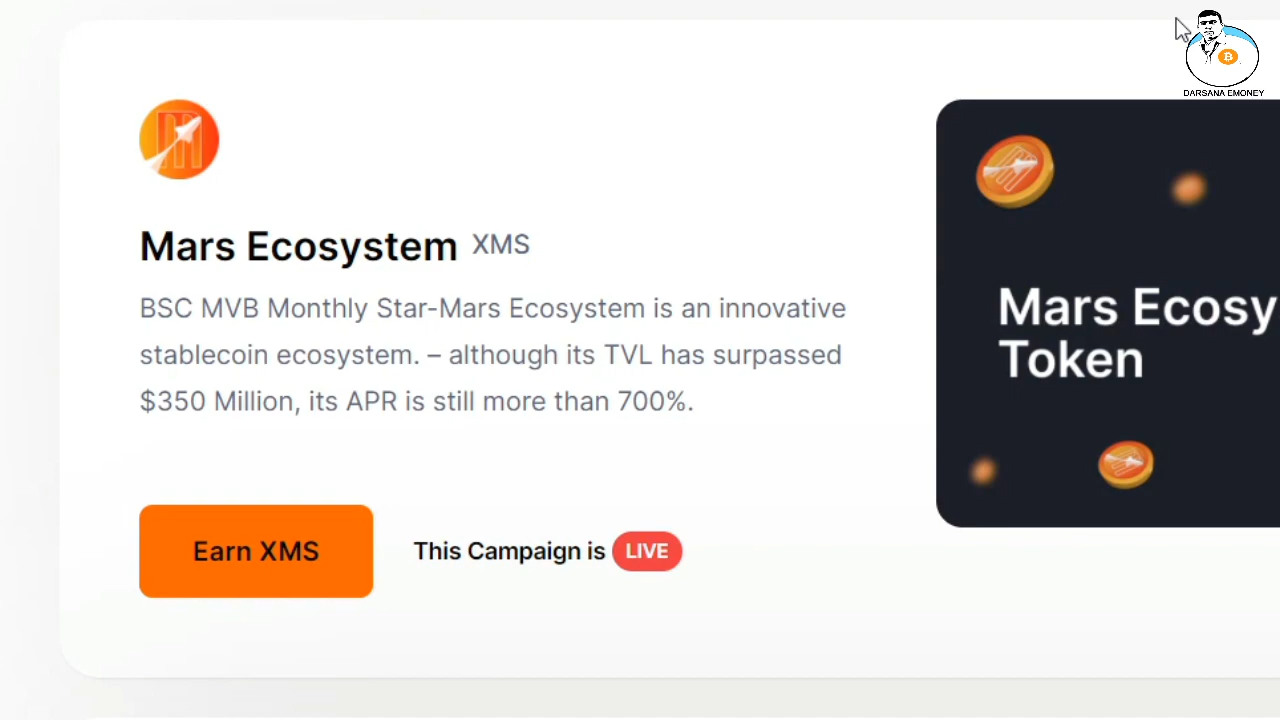 DARSANA EMONEY
Mars Ecosystem XMS
BSC MVB Monthly Star-Mars Ecosystem is an innovative
stablecoin ecosystem. – although its TVL has surpassed
$350 Million, its APR is still more than 700%.
Earn XMS
This Campaign is LIVE
Mars Ecosy
Token